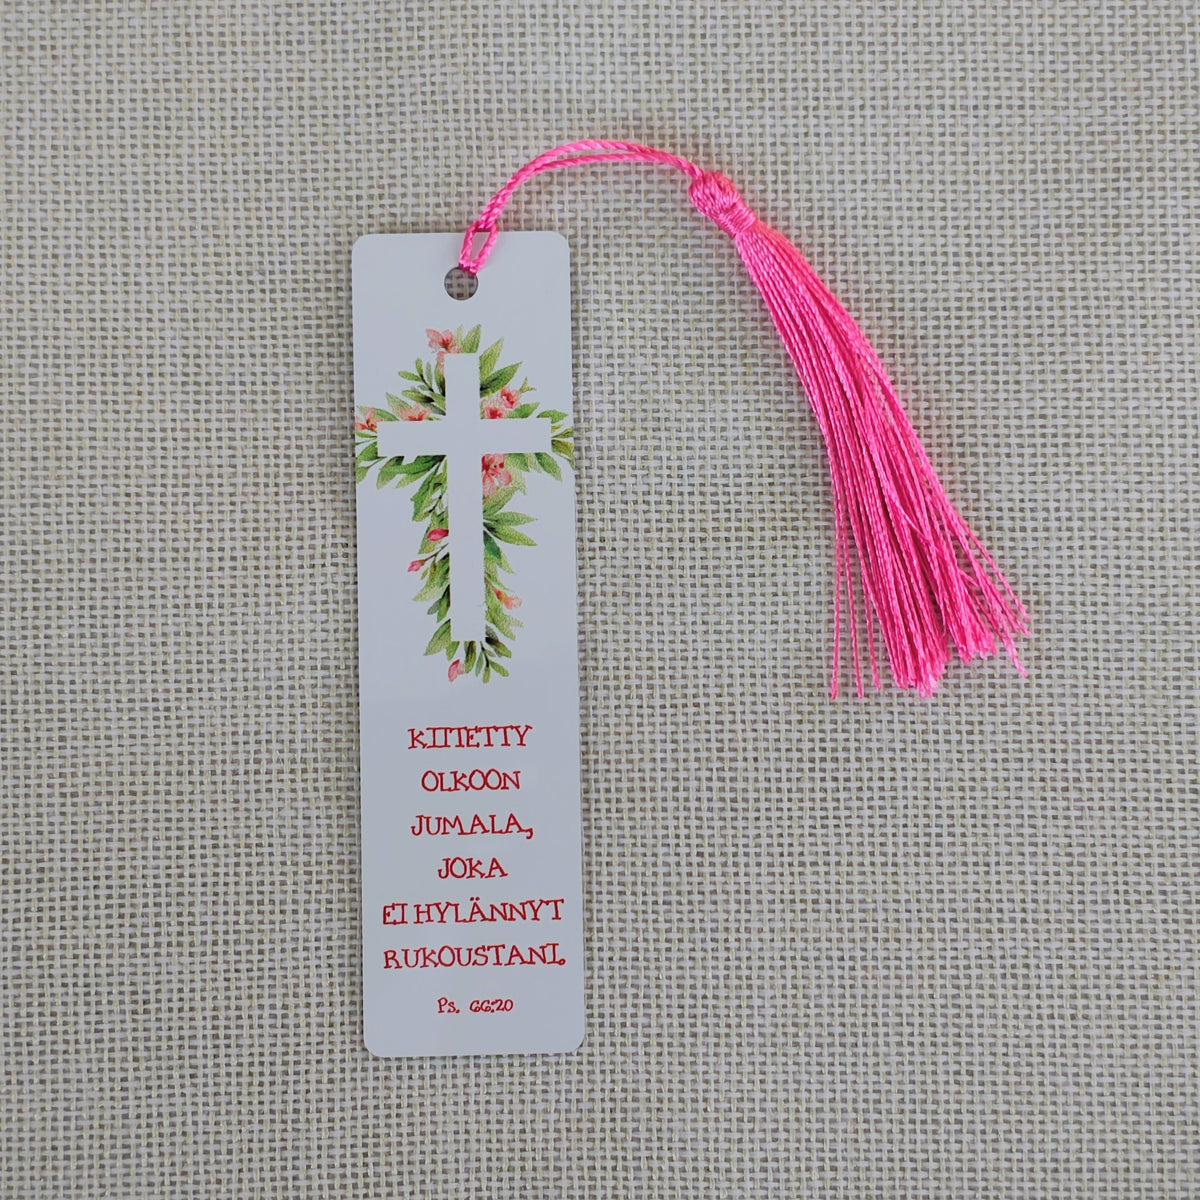 KIITETTY
OLKOON
JUMALA,
JOKA
EI HYLÄNNYT
RUKOUSTANI.
Ps. 66:20